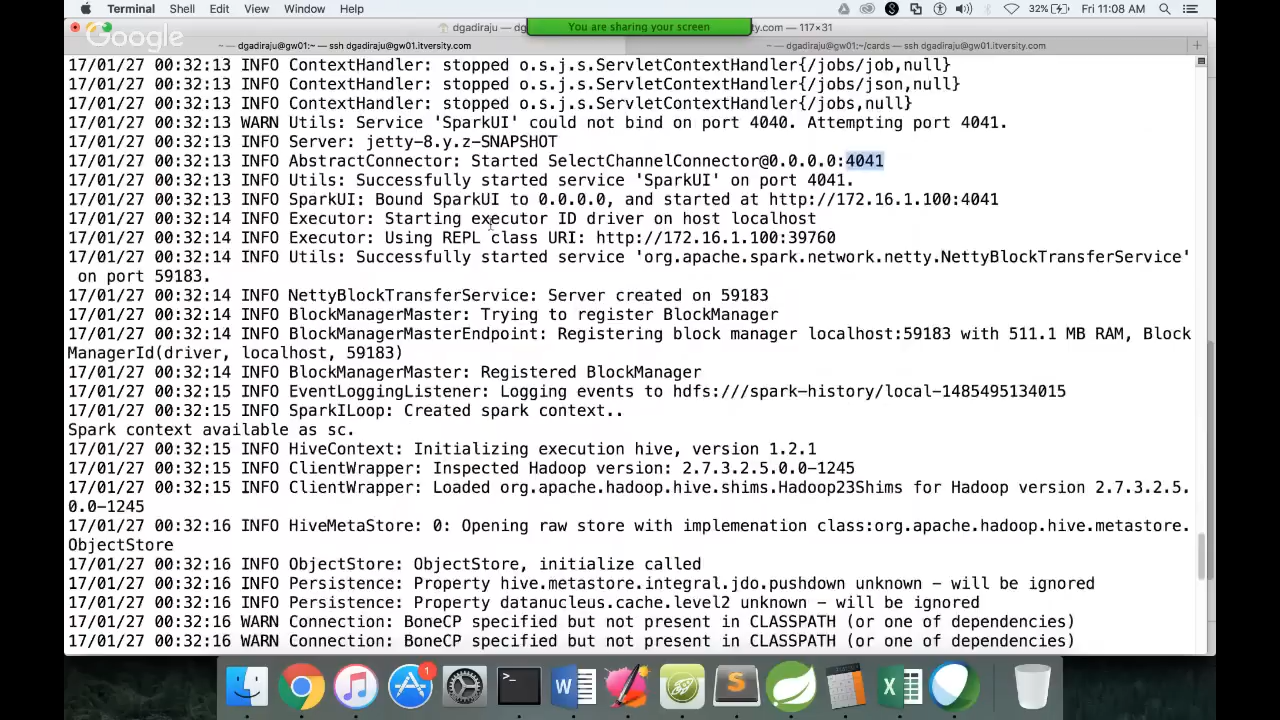 Terminal Shell Edit View Window Help 32% Fri 11:08 AM
Google
dgadiraju — dg You are sharing your screen y.com — 117×31
~ — dgadiraju@gw01:~ — ssh dgadiraju@gw01.itversity.com
~ — dgadiraju@gw01:~/cards — ssh dgadiraju@gw01.itversity.com
17/01/27 00:32:13 INFO ContextHandler: stopped o.s.j.s.ServletContextHandler{/jobs/job,null}
17/01/27 00:32:13 INFO ContextHandler: stopped o.s.j.s.ServletContextHandler{/jobs/json,null}
17/01/27 00:32:13 INFO ContextHandler: stopped o.s.j.s.ServletContextHandler{/jobs,null}
17/01/27 00:32:13 WARN Utils: Service 'SparkUI' could not bind on port 4040. Attempting port 4041.
17/01/27 00:32:13 INFO Server: jetty-8.y.z-SNAPSHOT
17/01/27 00:32:13 INFO AbstractConnector: Started SelectChannelConnector@0.0.0.0:4041
17/01/27 00:32:13 INFO Utils: Successfully started service 'SparkUI' on port 4041.
17/01/27 00:32:13 INFO SparkUI: Bound SparkUI to 0.0.0.0, and started at http://172.16.1.100:4041
17/01/27 00:32:14 INFO Executor: Starting executor ID driver on host localhost
17/01/27 00:32:14 INFO Executor: Using REPL class URI: http://172.16.1.100:39760
17/01/27 00:32:14 INFO Utils: Successfully started service 'org.apache.spark.network.netty.NettyBlockTransferService'
on port 59183.
17/01/27 00:32:14 INFO NettyBlockTransferService: Server created on 59183
17/01/27 00:32:14 INFO BlockManagerMaster: Trying to register BlockManager
17/01/27 00:32:14 INFO BlockManagerMasterEndpoint: Registering block manager localhost:59183 with 511.1 MB RAM, Block
ManagerId(driver, localhost, 59183)
17/01/27 00:32:14 INFO BlockManagerMaster: Registered BlockManager
17/01/27 00:32:15 INFO EventLoggingListener: Logging events to hdfs:///spark-history/local-1485495134015
17/01/27 00:32:15 INFO SparkILoop: Created spark context..
Spark context available as sc.
17/01/27 00:32:15 INFO HiveContext: Initializing execution hive, version 1.2.1
17/01/27 00:32:15 INFO ClientWrapper: Inspected Hadoop version: 2.7.3.2.5.0.0-1245
17/01/27 00:32:15 INFO ClientWrapper: Loaded org.apache.hadoop.hive.shims.Hadoop23Shims for Hadoop version 2.7.3.2.5.
0.0-1245
17/01/27 00:32:16 INFO HiveMetaStore: 0: Opening raw store with implemenation class:org.apache.hadoop.hive.metastore.
ObjectStore
17/01/27 00:32:16 INFO ObjectStore: ObjectStore, initialize called
17/01/27 00:32:16 INFO Persistence: Property hive.metastore.integral.jdo.pushdown unknown - will be ignored
17/01/27 00:32:16 INFO Persistence: Property datanucleus.cache.level2 unknown - will be ignored
17/01/27 00:32:16 WARN Connection: BoneCP specified but not present in CLASSPATH (or one of dependencies)
17/01/27 00:32:16 WARN Connection: BoneCP specified but not present in CLASSPATH (or one of dependencies)